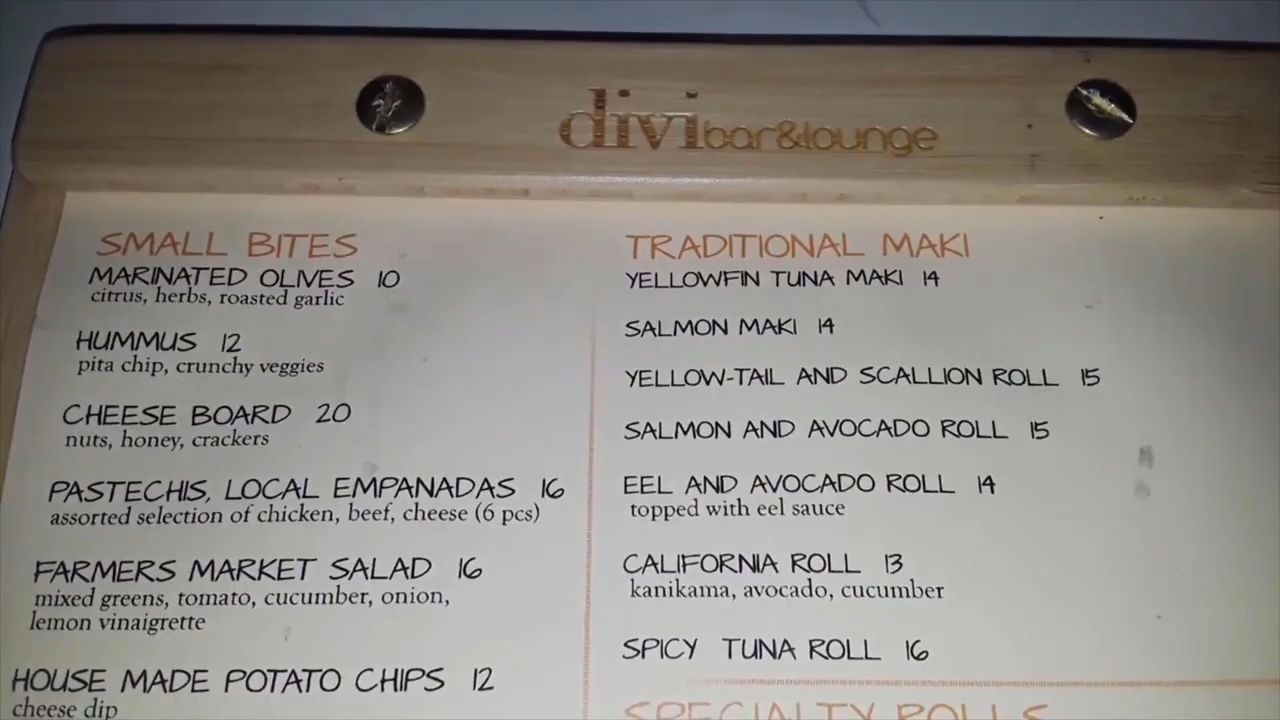 divi bar&lounge
SMALL BITES
MARINATED OLIVES 10
citrus, herbs, roasted garlic
HUMMUS 12
pita chip, crunchy veggies
CHEESE BOARD 20
nuts, honey, crackers
PASTECHIS, LOCAL EMPANADAS 16
assorted selection of chicken, beef, cheese (6 pcs)
FARMERS MARKET SALAD 16
mixed greens, tomato, cucumber, onion,
lemon vinaigrette
HOUSE MADE POTATO CHIPS 12
cheese dip
TRADITIONAL MAKI
YELLOWFIN TUNA MAKI 14
SALMON MAKI 14
YELLOW-TAIL AND SCALLION ROLL 15
SALMON AND AVOCADO ROLL 15
EEL AND AVOCADO ROLL 14
topped with eel sauce
CALIFORNIA ROLL 13
kanikama, avocado, cucumber
SPICY TUNA ROLL 16
SPECIALTY ROLLS